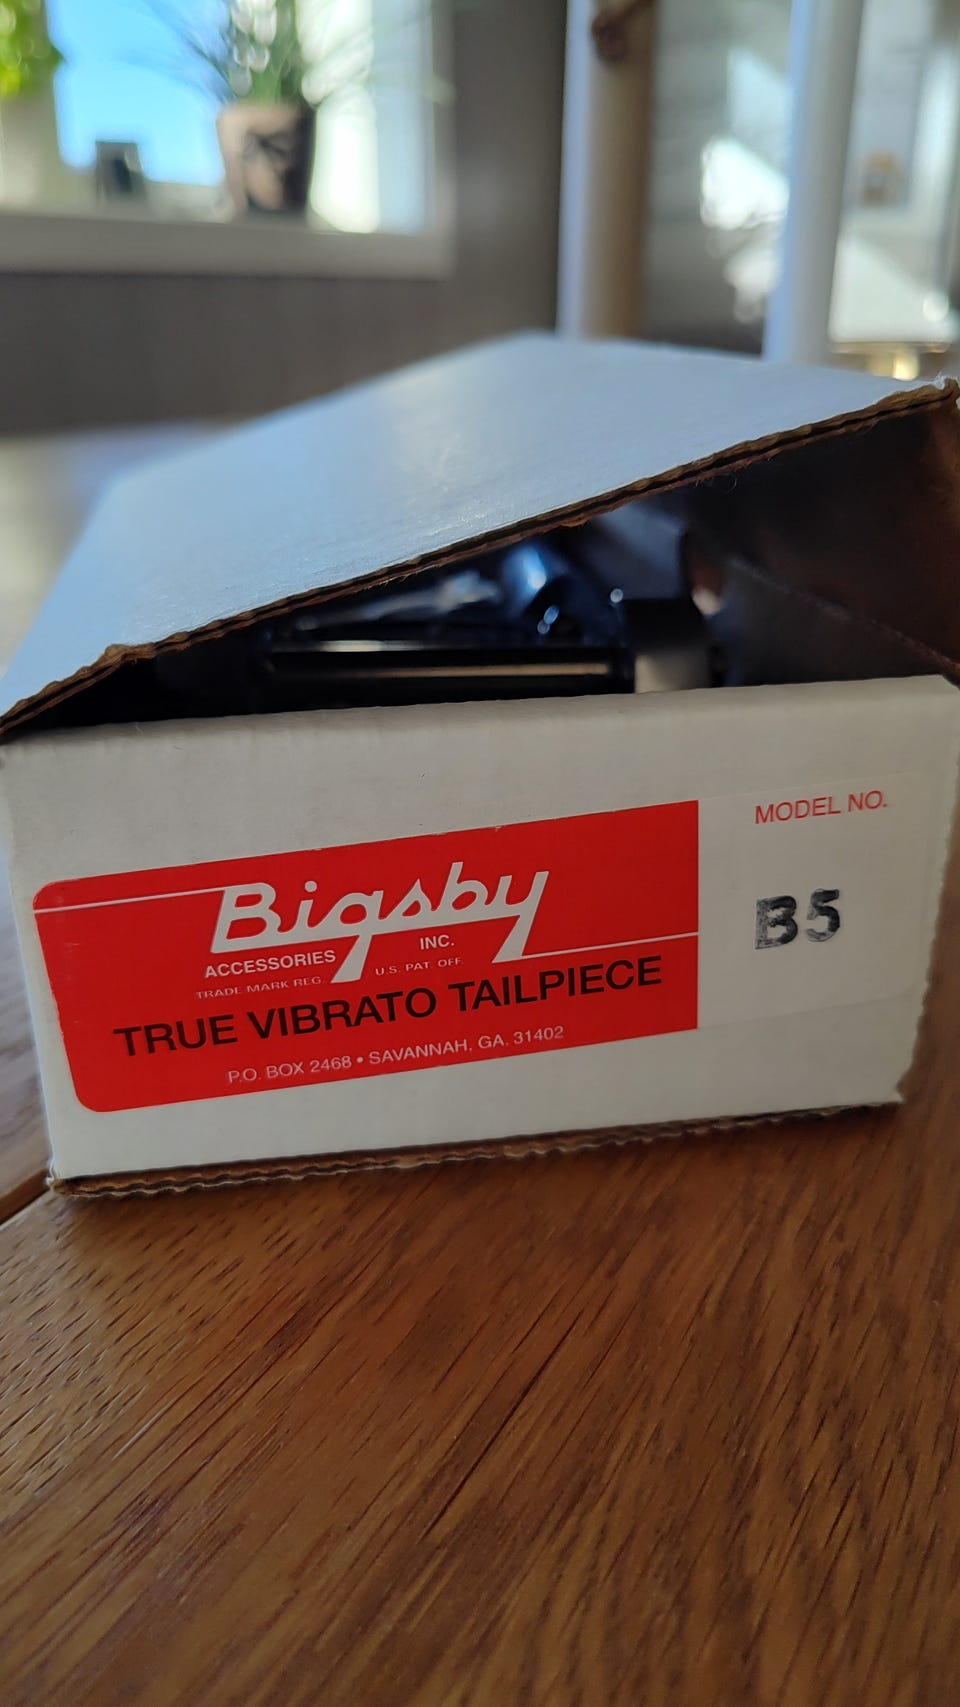 Bigsby
ACCESSORIES INC.
TRADE MARK REG. U.S. PAT. OFF.
TRUE VIBRATO TAILPIECE
P.O. BOX 2468 • SAVANNAH, GA. 31402
MODEL NO.
B5